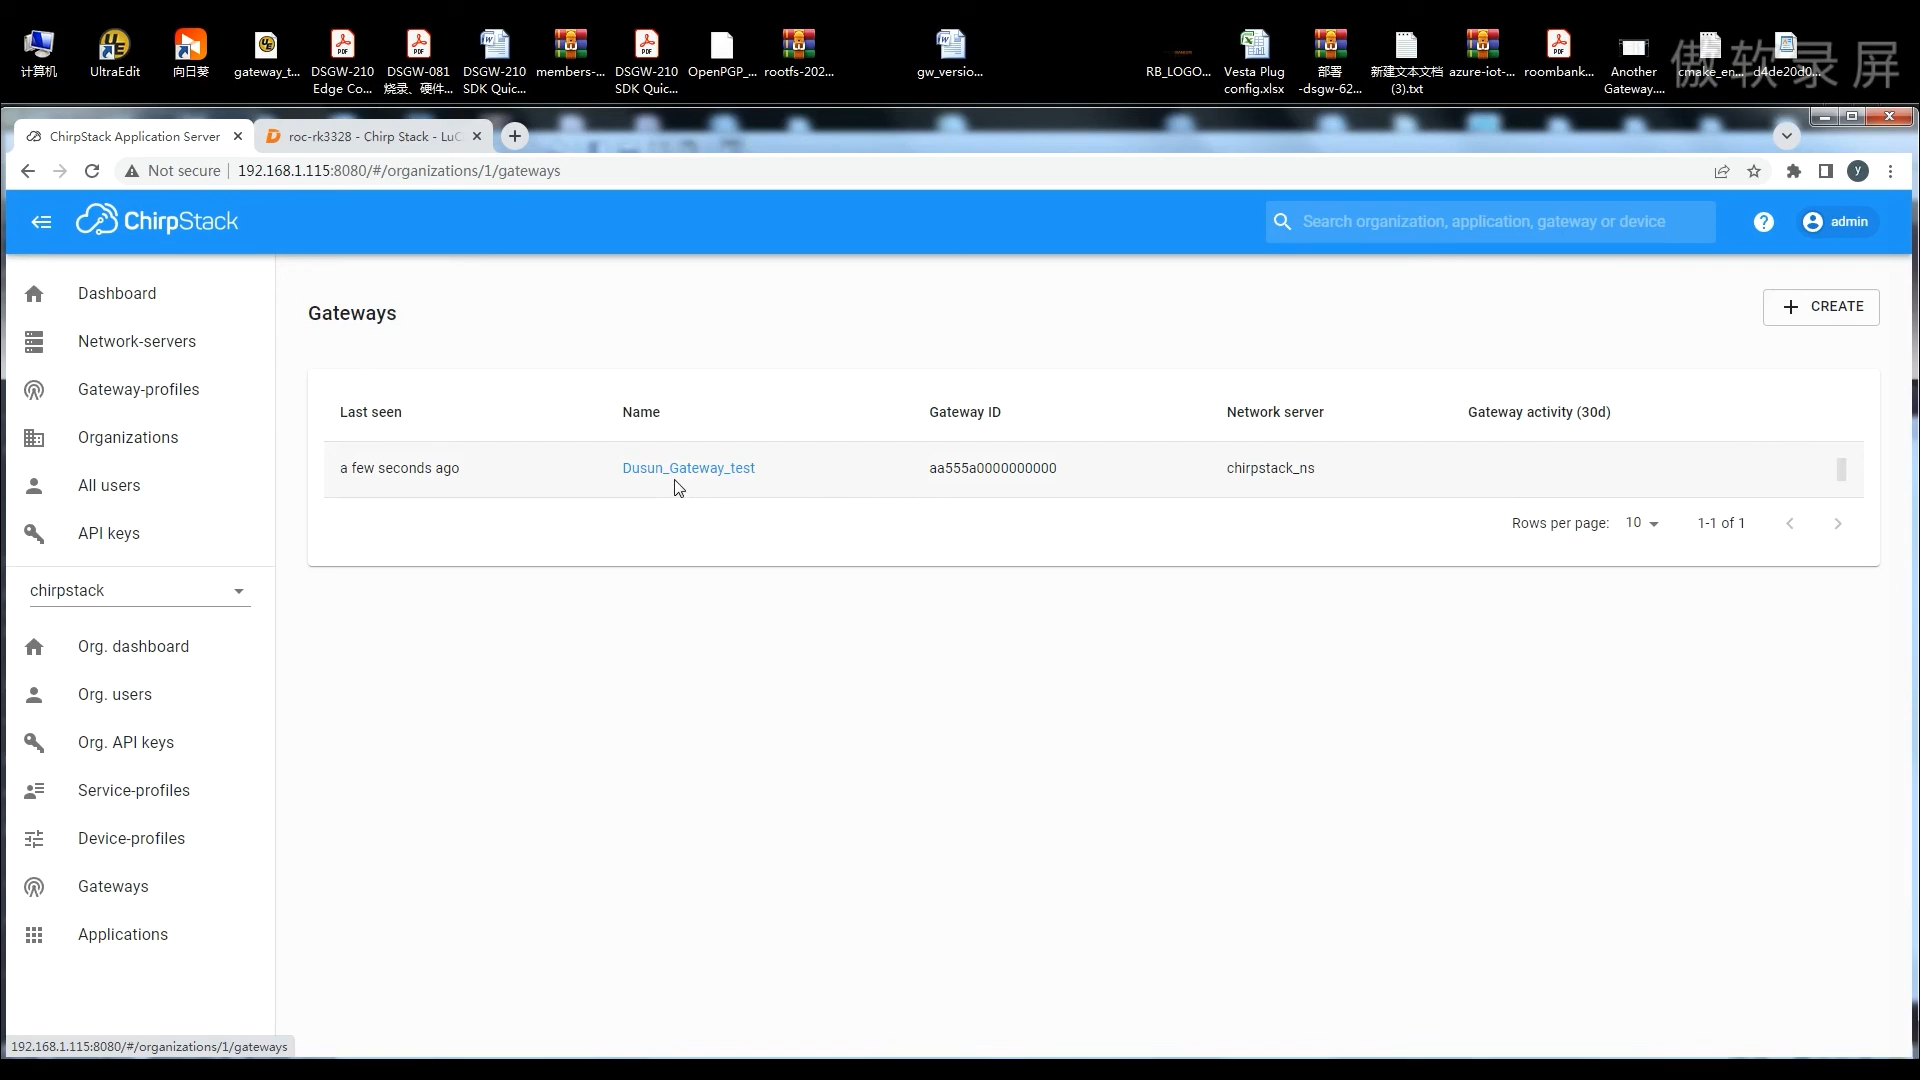 计算机
UltraEdit
向日葵
gateway_t...
DSGW-210
Edge Co...
DSGW-081
烧录、硬件...
DSGW-210
SDK Quic...
members-...
DSGW-210
SDK Quic...
OpenPGP_...
rootfs-202...
gw_versio...
RB_LOGO...
Vesta Plug
config.xlsx
部署
-dsgw-62...
新建文本文档
(3).txt
azure-iot-...
roombank...
Another
Gateway....
cmake_en...
d4de20d0...
傲软录屏
ChirpStack Application Server
roc-rk3328 - Chirp Stack - LuC
Not secure
192.168.1.115:8080/#/organizations/1/gateways
y
ChirpStack
Search organization, application, gateway or device
?
admin
Dashboard
Network-servers
Gateway-profiles
Organizations
All users
API keys
chirpstack
Org. dashboard
Org. users
Org. API keys
Service-profiles
Device-profiles
Gateways
Applications
Gateways
CREATE
Last seen Name Gateway ID Network server Gateway activity (30d)
a few seconds ago Dusun_Gateway_test aa555a0000000000 chirpstack_ns
Rows per page: 10 1-1 of 1
192.168.1.115:8080/#/organizations/1/gateways